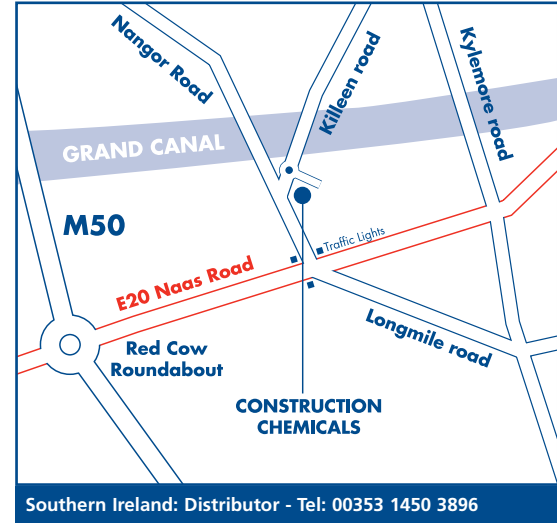 Nangor Road
Killeen road
Kylemore road
GRAND CANAL
M50
Traffic Lights
E20 Naas Road
Longmile road
Red Cow
Roundabout
CONSTRUCTION
CHEMICALS
Southern Ireland: Distributor - Tel: 00353 1450 3896